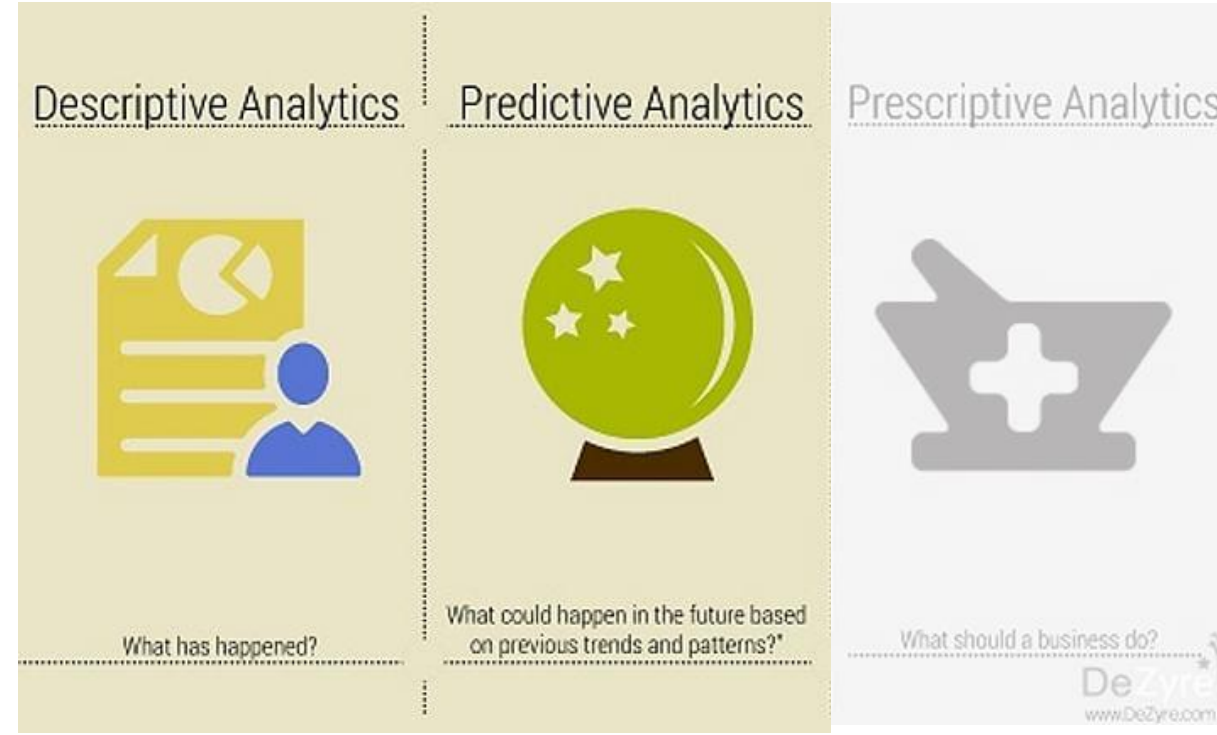 Descriptive Analytics
What has happened?
Predictive Analytics
What could happen in the future based
on previous trends and patterns?*
Prescriptive Analytics
What should a business do?
DeZyre
www.DeZyre.com